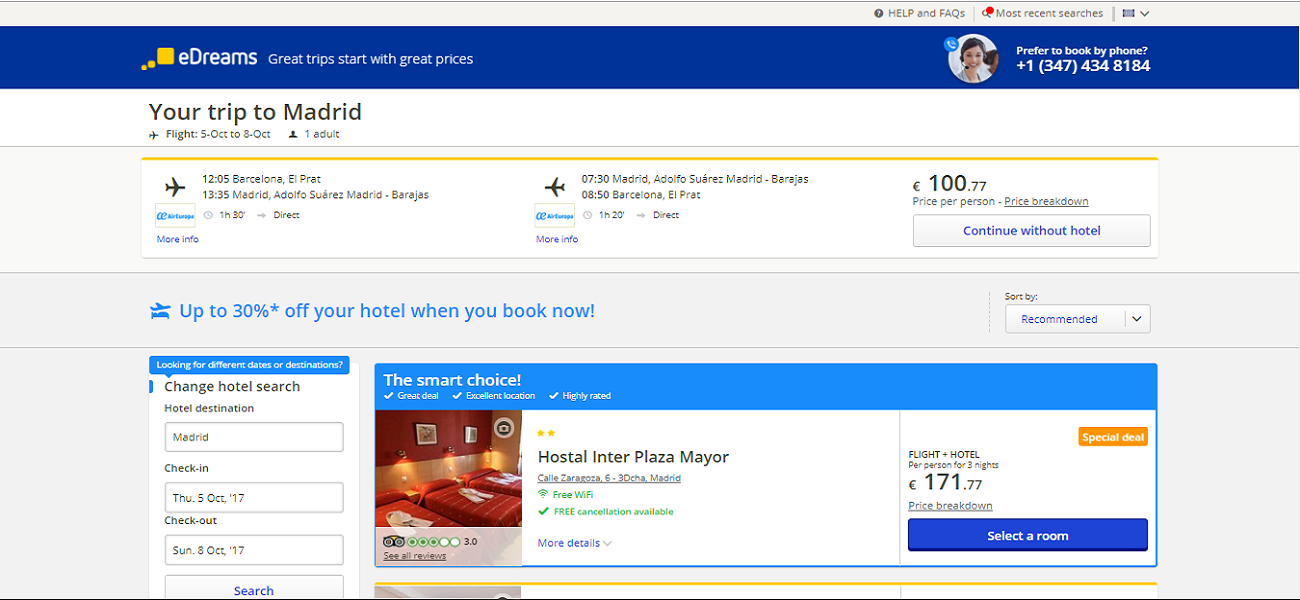 HELP and FAQs
Most recent searches
eDreams Great trips start with great prices
Prefer to book by phone?
+1 (347) 434 8184
Your trip to Madrid
Flight: 5-Oct to 8-Oct 1 adult
12:05 Barcelona, El Prat
13:35 Madrid, Adolfo Suárez Madrid - Barajas
AirEuropa 1h 30' Direct
More info
07:30 Madrid, Adolfo Suárez Madrid - Barajas
08:50 Barcelona, El Prat
AirEuropa 1h 20' Direct
More info
€ 100.77
Price per person - Price breakdown
Continue without hotel
Up to 30%* off your hotel when you book now!
Sort by:
Recommended
Looking for different dates or destinations?
Change hotel search
Hotel destination
Madrid
Check-in
Thu. 5 Oct, '17
Check-out
Sun. 8 Oct, '17
Search
The smart choice!
Great deal Excellent location Highly rated
3.0
See all reviews
Hostal Inter Plaza Mayor
Calle Zaragoza, 6 - 3Dcha, Madrid
Free WiFi
FREE cancellation available
More details
Special deal
FLIGHT + HOTEL
Per person for 3 nights
€ 171.77
Price breakdown
Select a room